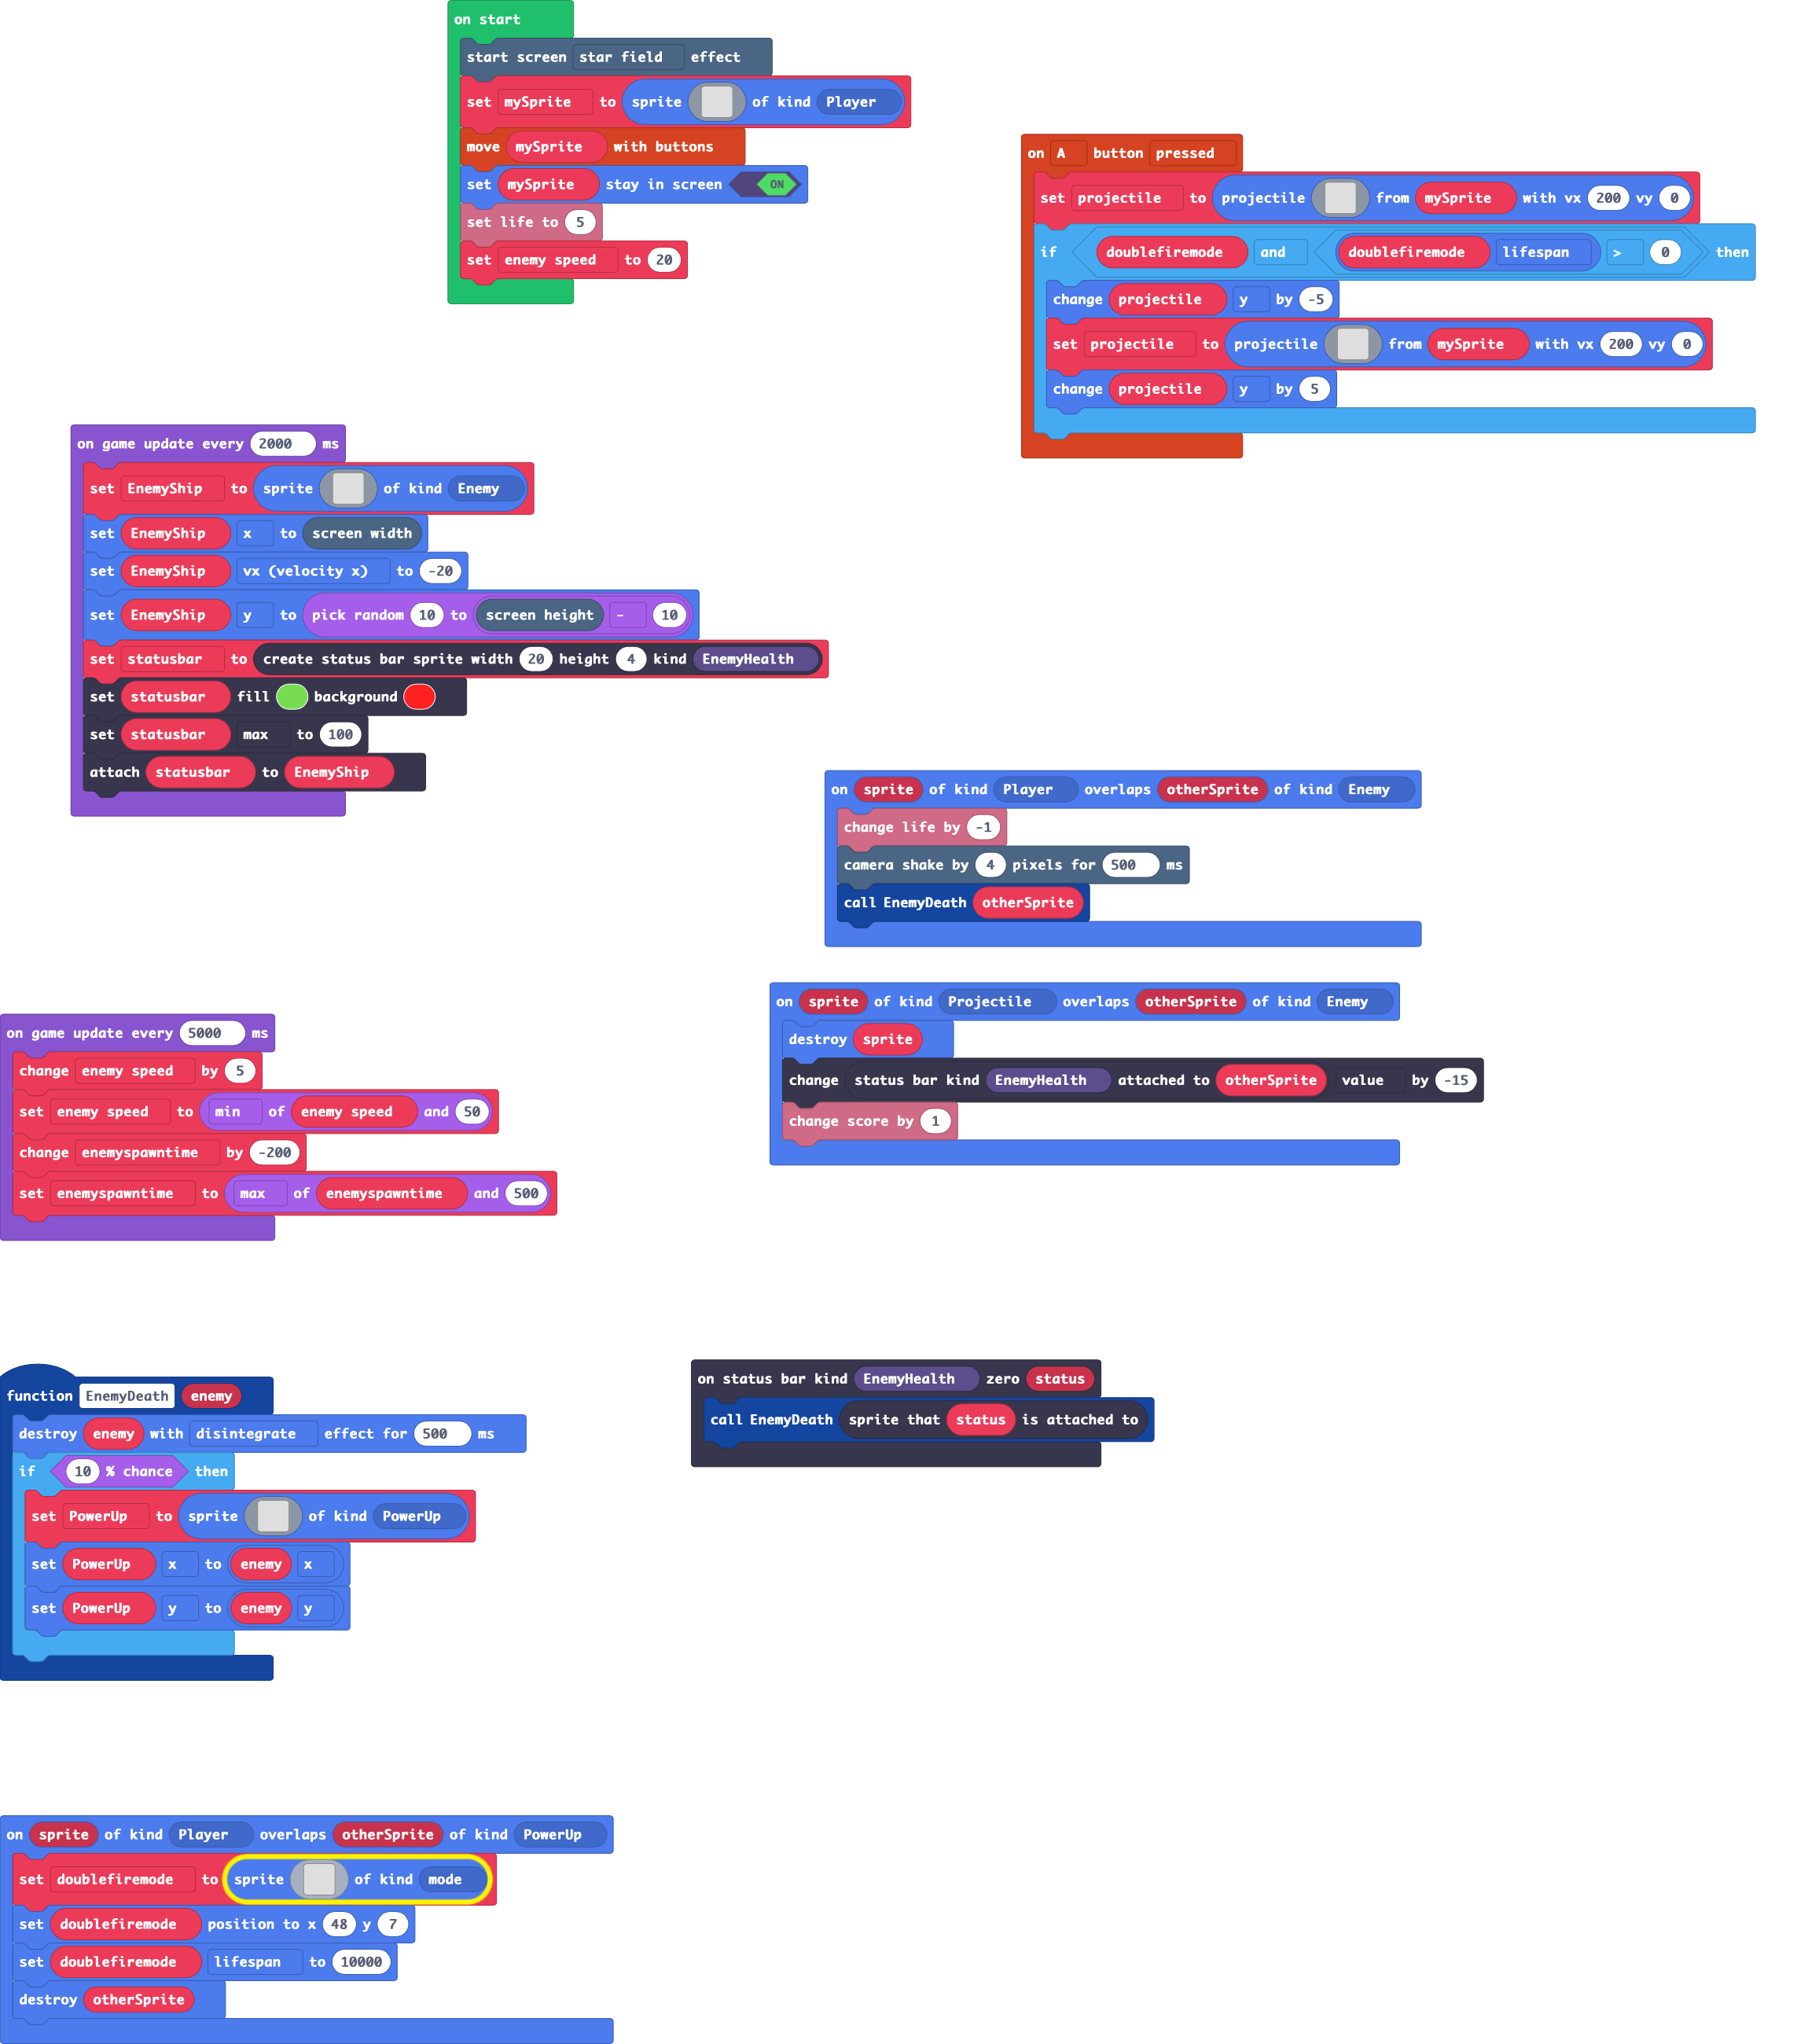 on start
start screen star field effect
set mySprite to sprite of kind Player
move mySprite with buttons
set mySprite stay in screen ON
set life to 5
set enemy speed to 20
on A button pressed
set projectile to projectile from mySprite with vx 200 vy 0
if doublefiremode and doublefiremode lifespan > 0 then
change projectile y by -5
set projectile to projectile from mySprite with vx 200 vy 0
change projectile y by 5
on game update every 2000 ms
set EnemyShip to sprite of kind Enemy
set EnemyShip x to screen width
set EnemyShip vx (velocity x) to -20
set EnemyShip y to pick random 10 to screen height - 10
set statusbar to create status bar sprite width 20 height 4 kind EnemyHealth
set statusbar fill background
set statusbar max to 100
attach statusbar to EnemyShip
on sprite of kind Player overlaps otherSprite of kind Enemy
change life by -1
camera shake by 4 pixels for 500 ms
call EnemyDeath otherSprite
on sprite of kind Projectile overlaps otherSprite of kind Enemy
destroy sprite
change status bar kind EnemyHealth attached to otherSprite value by -15
change score by 1
on game update every 5000 ms
change enemy speed by 5
set enemy speed to min of enemy speed and 50
change enemyspawntime by -200
set enemyspawntime to max of enemyspawntime and 500
function EnemyDeath enemy
destroy enemy with disintegrate effect for 500 ms
if 10 % chance then
set PowerUp to sprite of kind PowerUp
set PowerUp x to enemy x
set PowerUp y to enemy y
on status bar kind EnemyHealth zero status
call EnemyDeath sprite that status is attached to
on sprite of kind Player overlaps otherSprite of kind PowerUp
set doublefiremode to sprite of kind mode
set doublefiremode position to x 48 y 7
set doublefiremode lifespan to 10000
destroy otherSprite